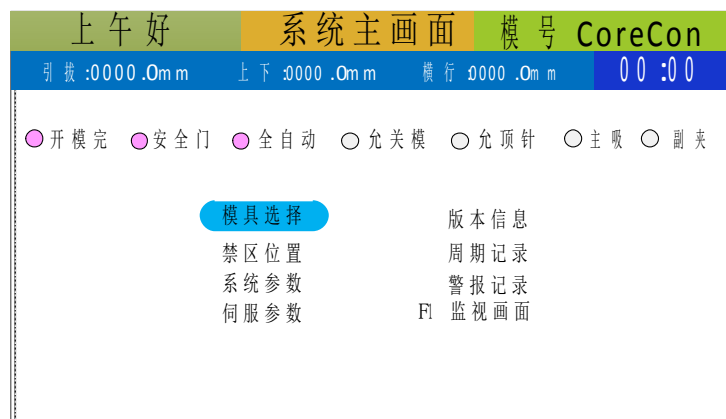 上午好 系统主画面 模号 CoreCon
引拔:0000.0mm 上下:0000.0mm 横行:0000.0mm 00:00
开模完 安全门 全自动 允关模 允顶针 主吸 副夹
模具选择 版本信息
禁区位置 周期记录
系统参数 警报记录
伺服参数 F1 监视画面